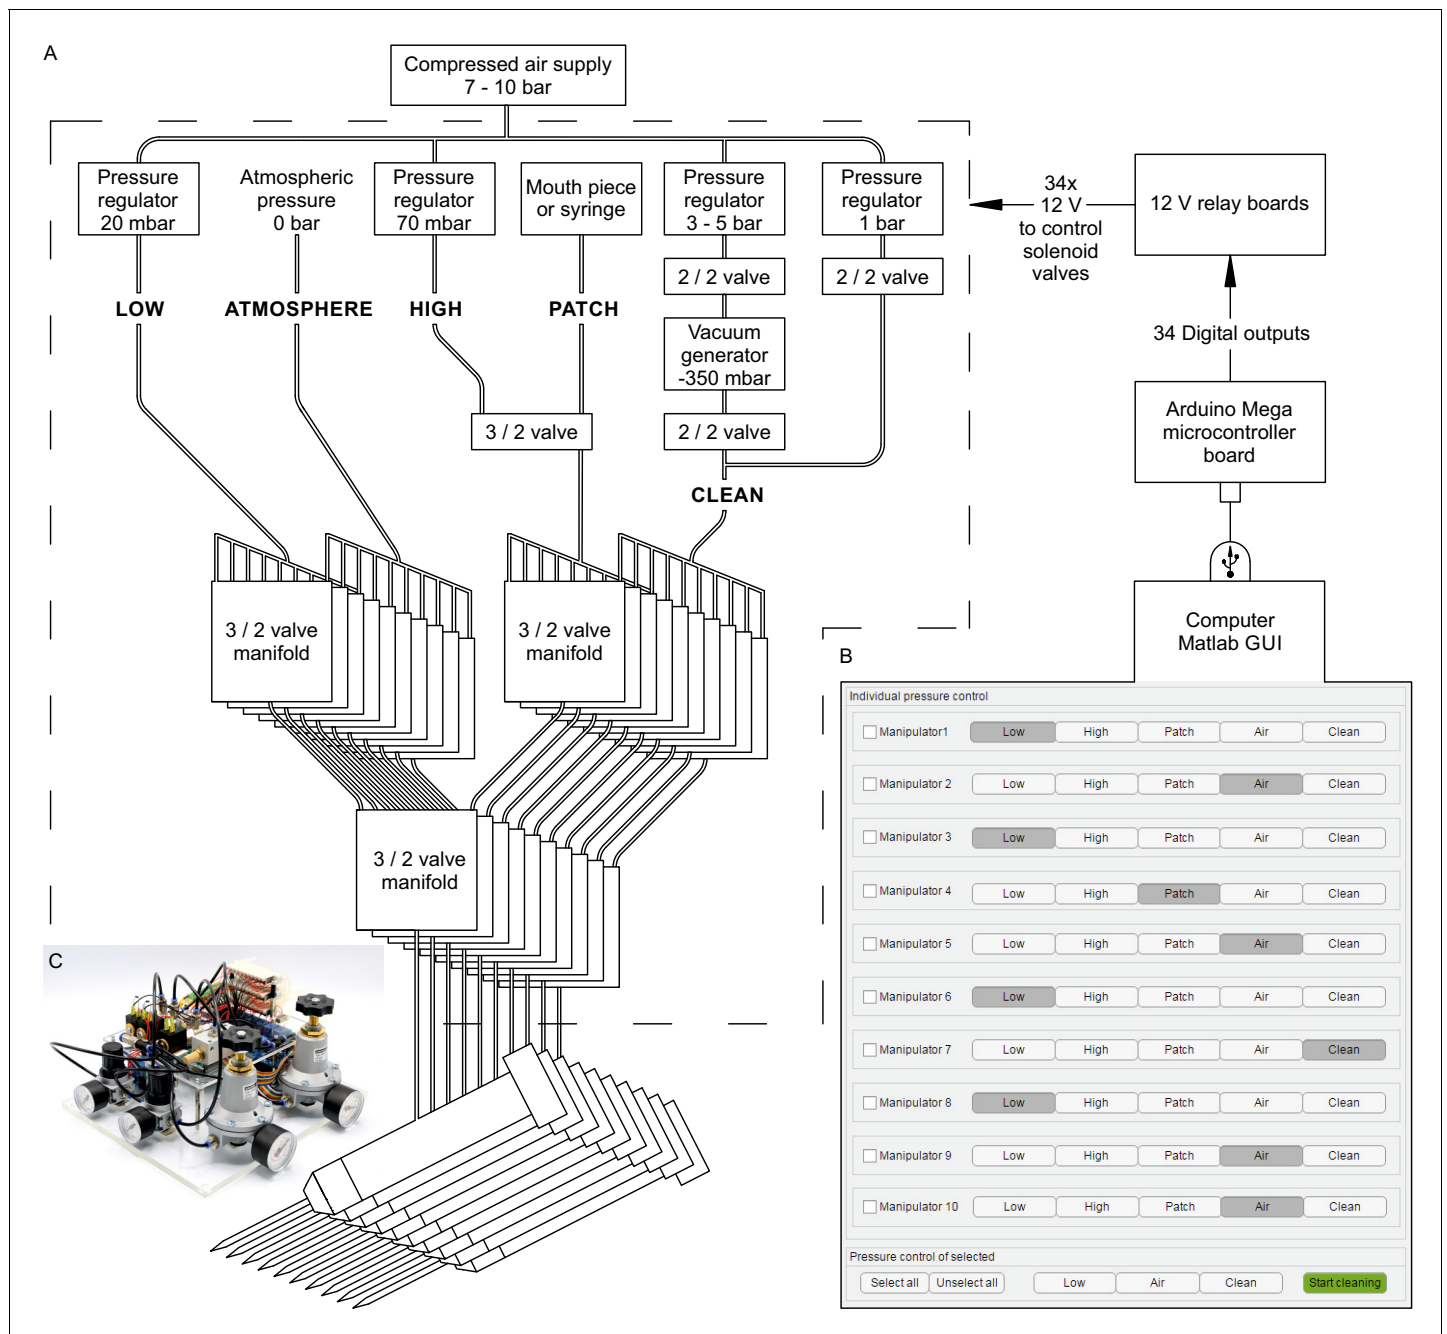 A
Compressed air supply
7 - 10 bar
Pressure
regulator
20 mbar
Atmospheric
pressure
0 bar
Pressure
regulator
70 mbar
Mouth piece
or syringe
Pressure
regulator
3 - 5 bar
Pressure
regulator
1 bar
34x
12 V
to control
solenoid
valves
12 V relay boards
2 / 2 valve
2 / 2 valve
LOW
ATMOSPHERE
HIGH
PATCH
Vacuum
generator
-350 mbar
34 Digital outputs
3 / 2 valve
2 / 2 valve
Arduino Mega
microcontroller
board
CLEAN
3 / 2 valve
manifold
3 / 2 valve
manifold
Computer
Matlab GUI
3 / 2 valve
manifold
B
Individual pressure control
Manipulator1 Low High Patch Air Clean
Manipulator 2 Low High Patch Air Clean
Manipulator 3 Low High Patch Air Clean
Manipulator 4 Low High Patch Air Clean
Manipulator 5 Low High Patch Air Clean
Manipulator 6 Low High Patch Air Clean
Manipulator 7 Low High Patch Air Clean
Manipulator 8 Low High Patch Air Clean
Manipulator 9 Low High Patch Air Clean
Manipulator 10 Low High Patch Air Clean
Pressure control of selected
Select all Unselect all Low Air Clean Start cleaning
C